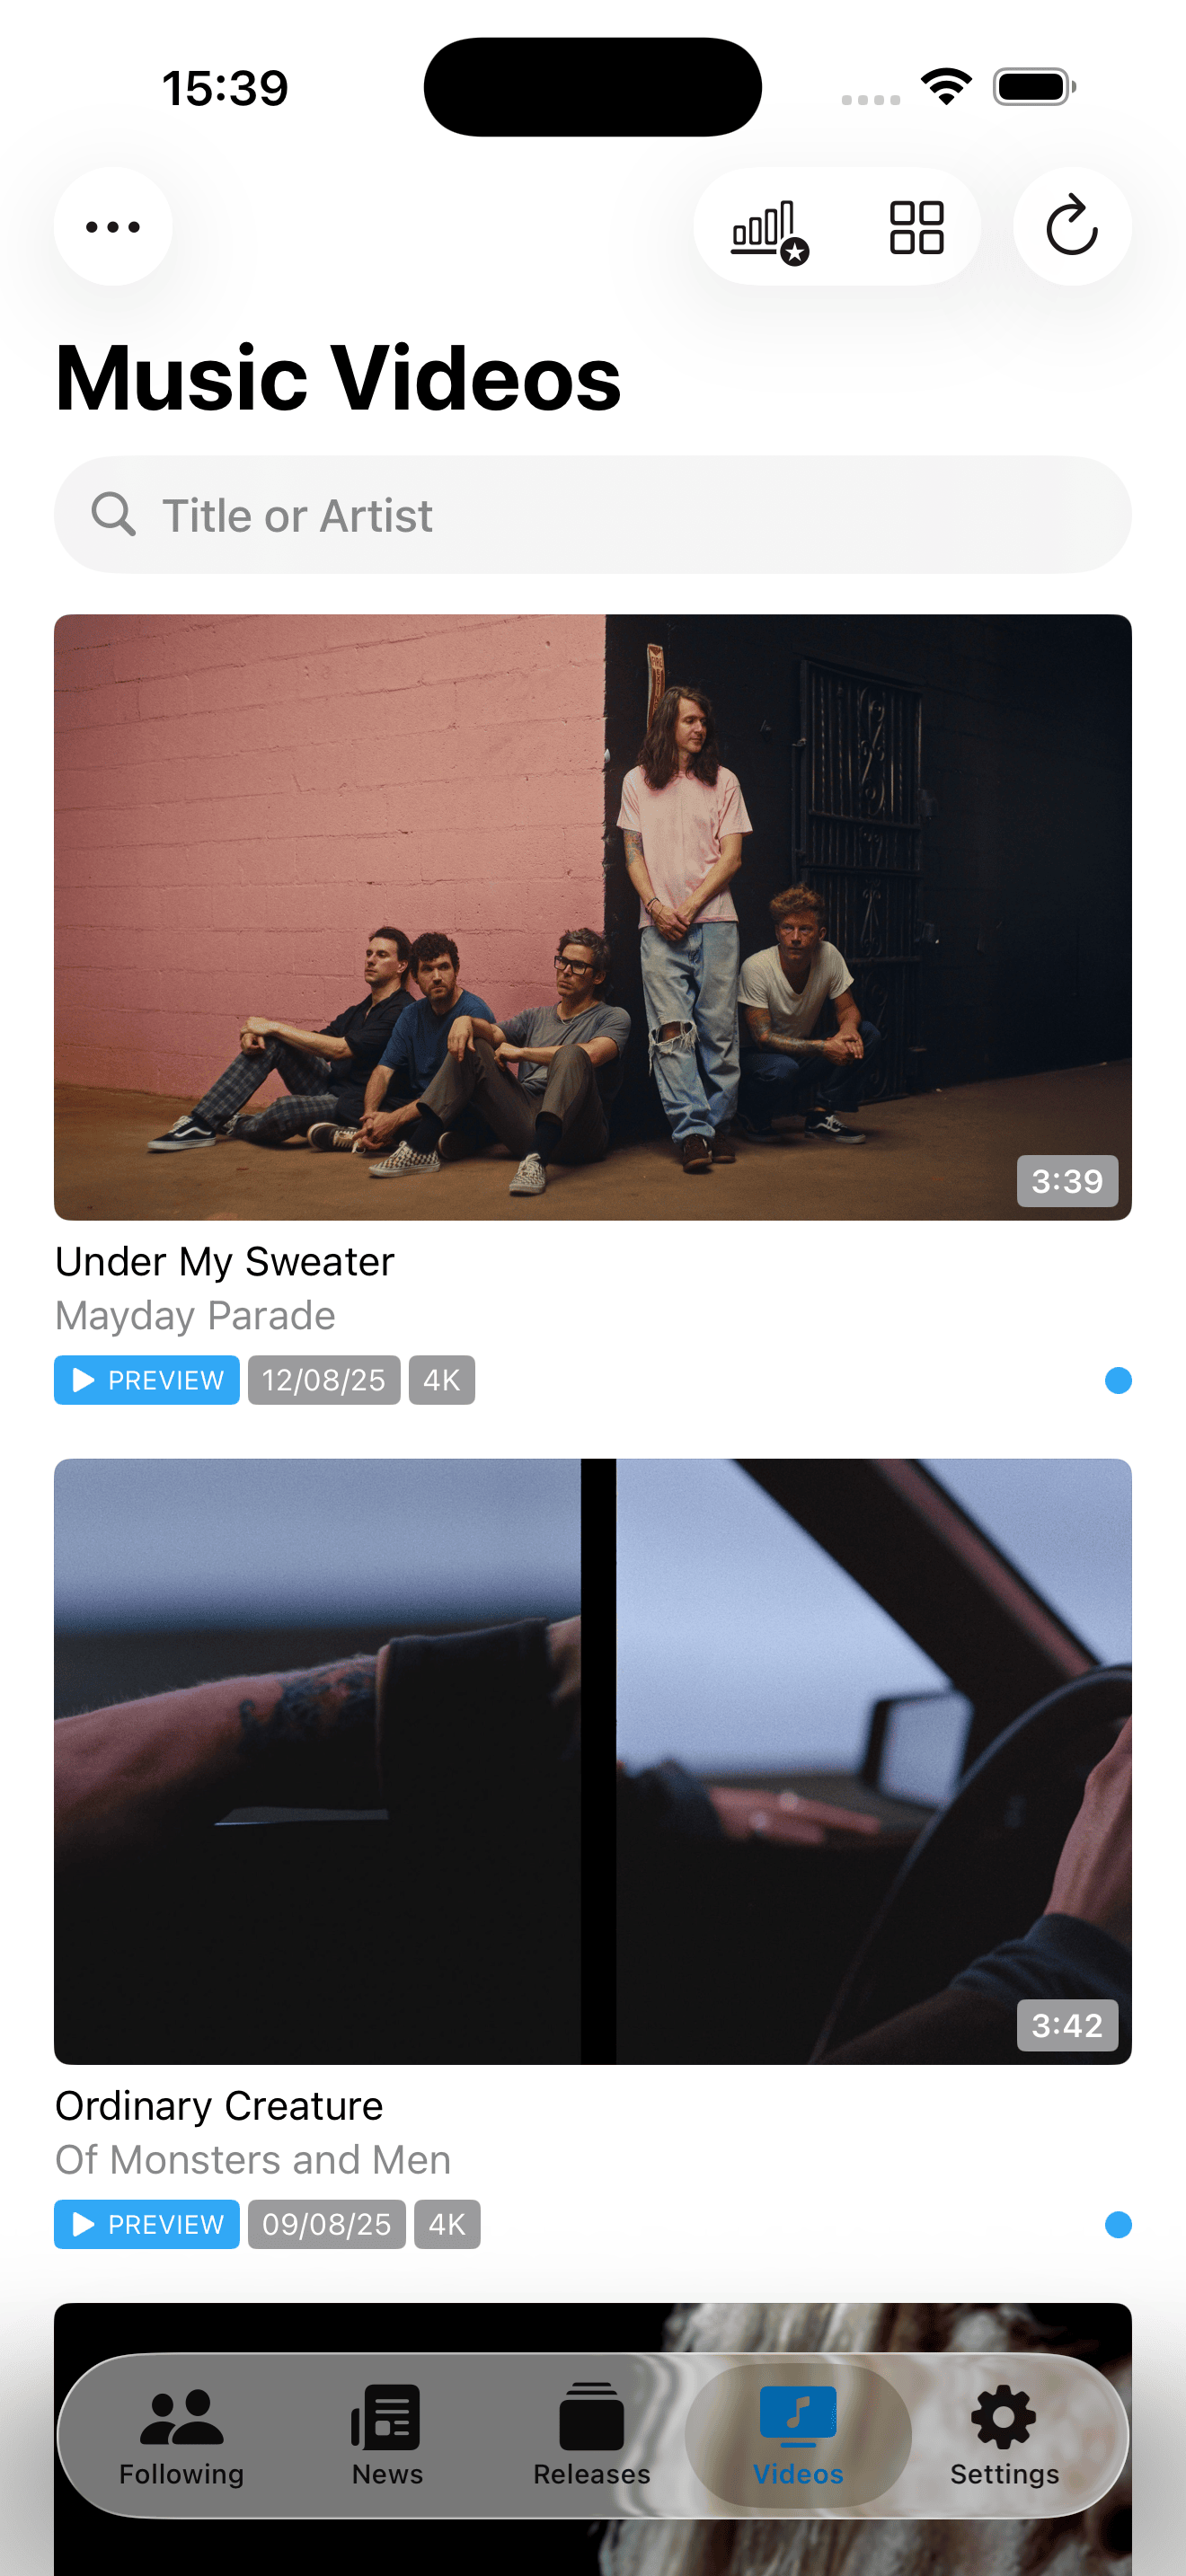 15:39
Music Videos
Title or Artist
3:39
Under My Sweater
Mayday Parade
PREVIEW 12/08/25 4K
3:42
Ordinary Creature
Of Monsters and Men
PREVIEW 09/08/25 4K
Following News Releases Videos Settings